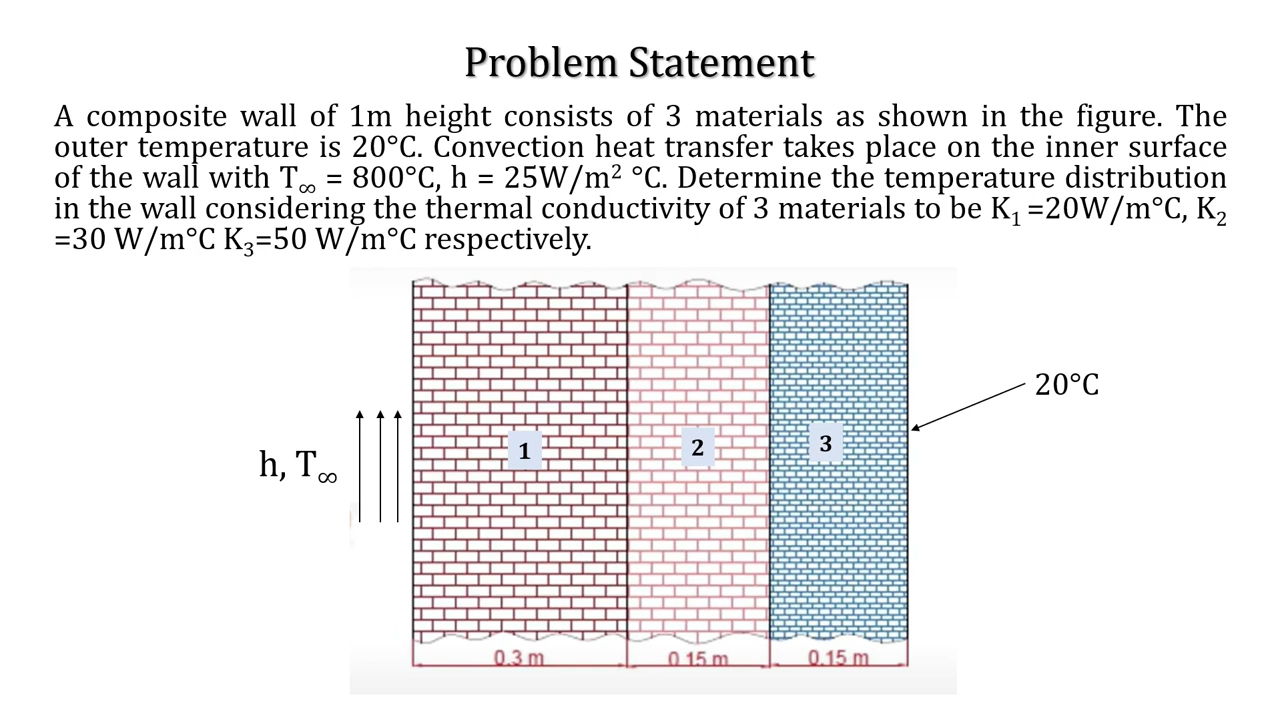 Problem Statement
A composite wall of 1m height consists of 3 materials as shown in the figure. The
outer temperature is 20°C. Convection heat transfer takes place on the inner surface
of the wall with T∞ = 800°C, h = 25W/m² °C. Determine the temperature distribution
in the wall considering the thermal conductivity of 3 materials to be K₁ =20W/m°C, K₂
=30 W/m°C K₃=50 W/m°C respectively.
20°C
1
2
3
h, T∞
0.3 m
0.15 m
0.15 m